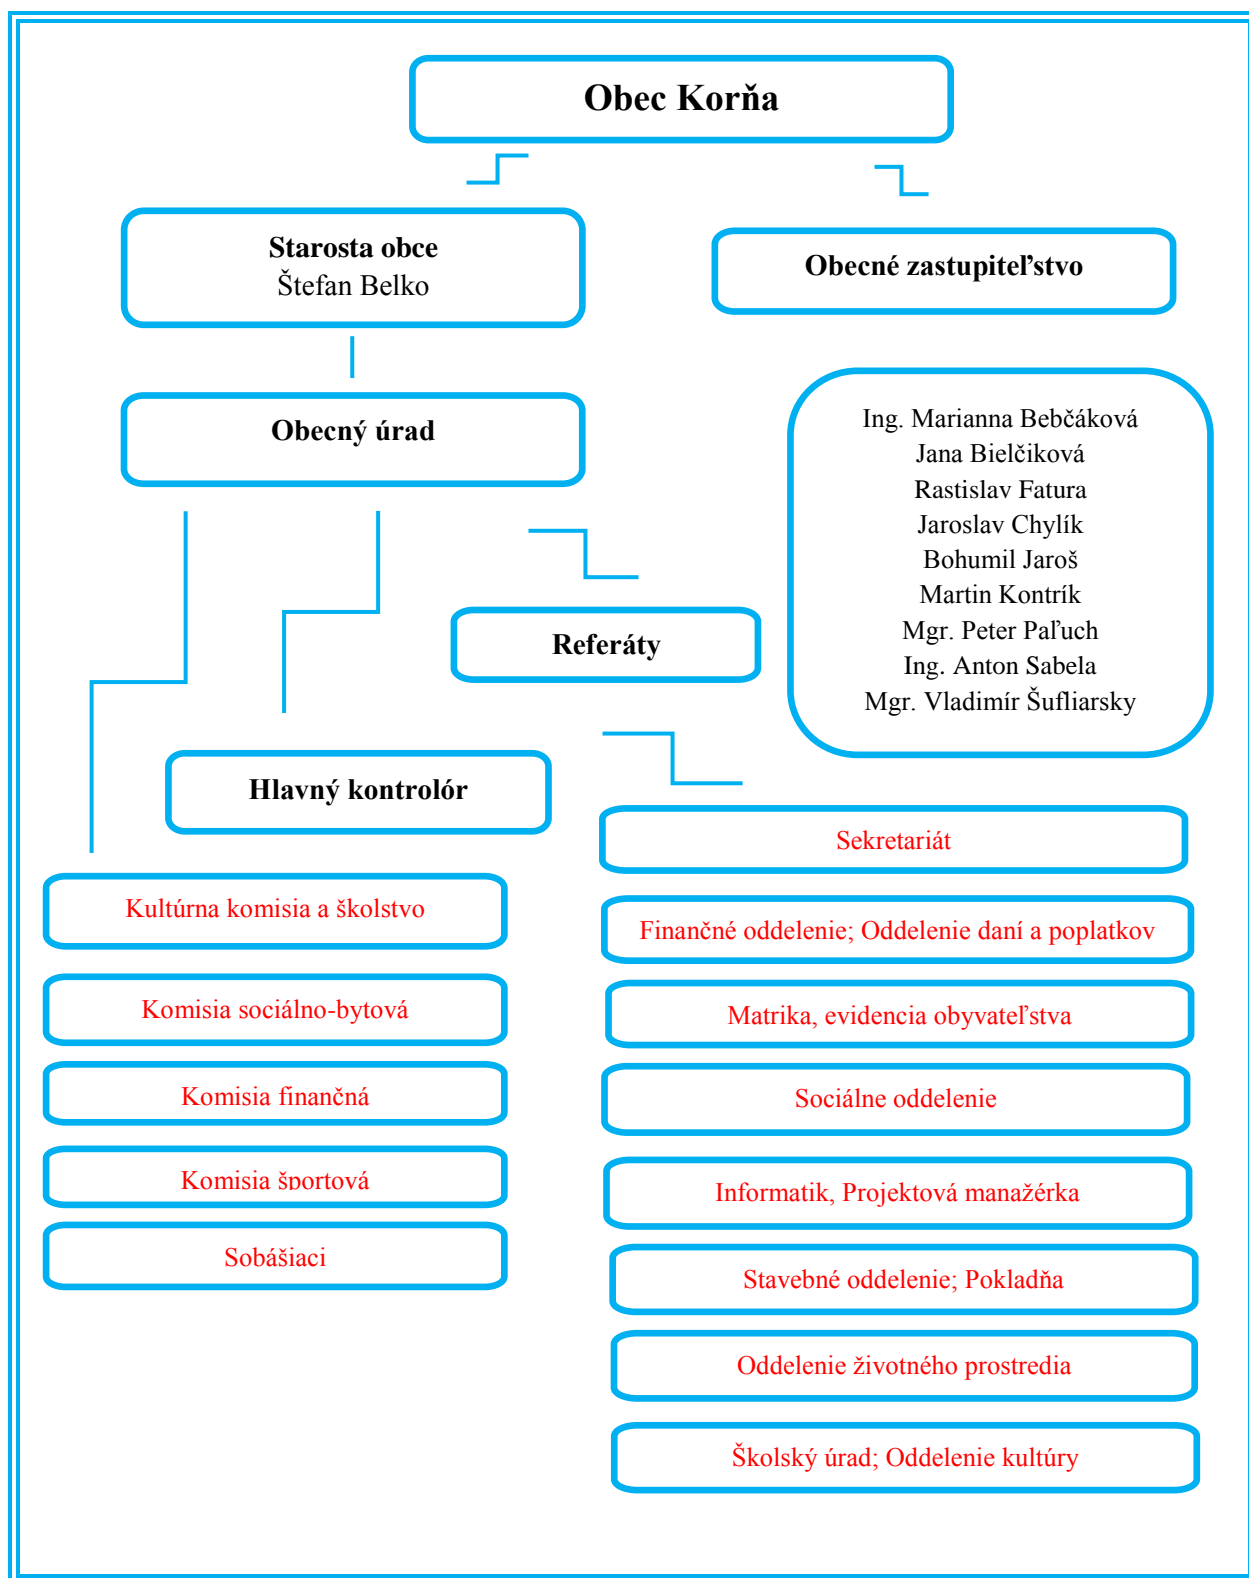 Obec Korňa
Starosta obce
Štefan Belko
Obecné zastupiteľstvo
Obecný úrad
Ing. Marianna Bebčáková
Jana Bielčiková
Rastislav Fatura
Jaroslav Chylík
Bohumil Jaroš
Martin Kontrík
Mgr. Peter Paľuch
Ing. Anton Sabela
Mgr. Vladimír Šufliarsky
Referáty
Hlavný kontrolór
Kultúrna komisia a školstvo
Komisia sociálno-bytová
Komisia finančná
Komisia športová
Sobášiaci
Sekretariát
Finančné oddelenie; Oddelenie daní a poplatkov
Matrika, evidencia obyvateľstva
Sociálne oddelenie
Informatik, Projektová manažérka
Stavebné oddelenie; Pokladňa
Oddelenie životného prostredia
Školský úrad; Oddelenie kultúry